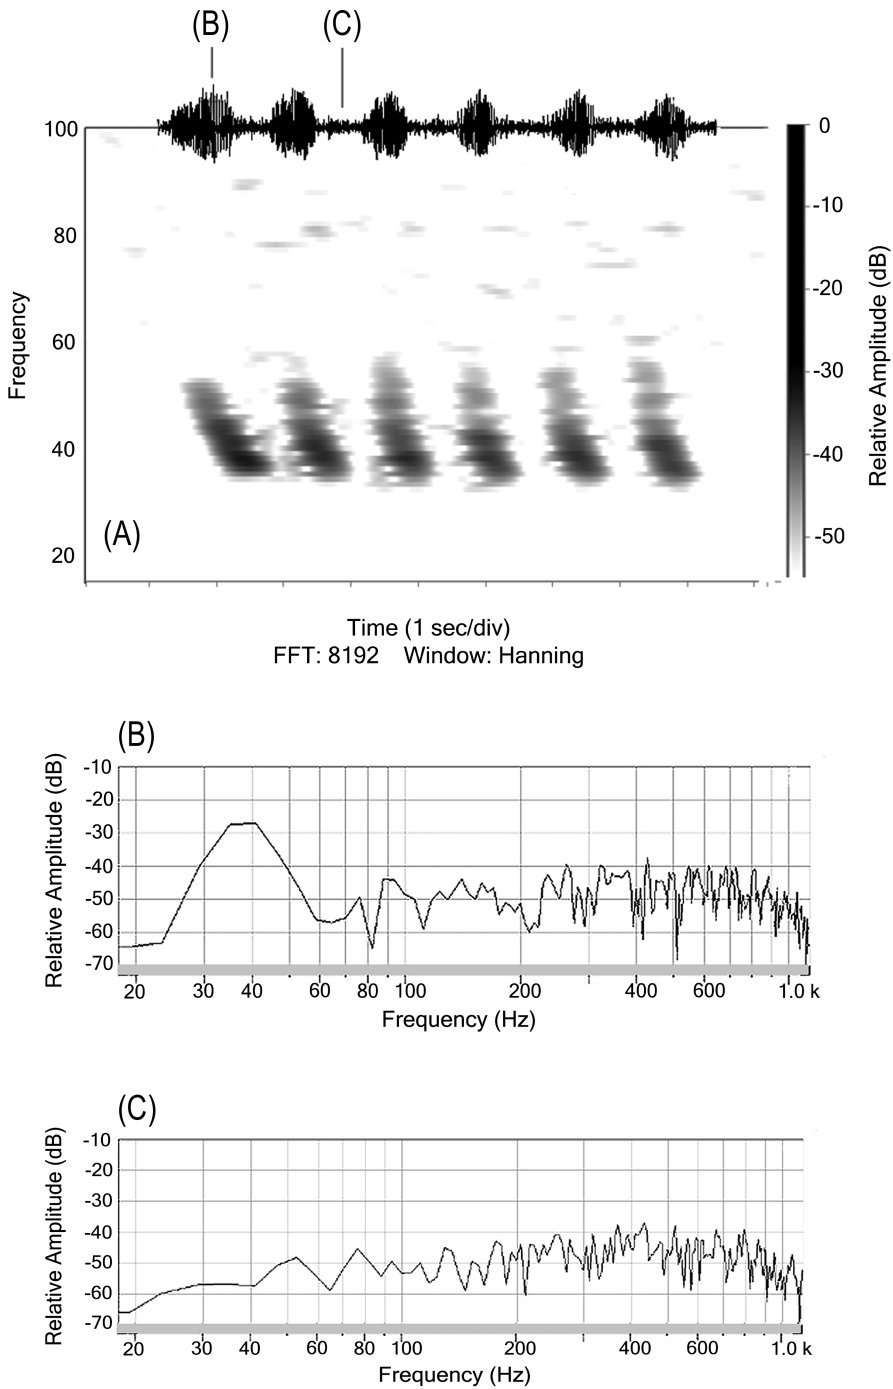 (B) (C)
100
80
60
40
20
Frequency
(A)
0
-10
-20
-30
-40
-50
Relative Amplitude (dB)
Time (1 sec/div)
FFT: 8192 Window: Hanning
(B)
-10
-20
-30
-40
-50
-60
-70
Relative Amplitude (dB)
20 30 40 60 80 100 200 400 600 1.0 k
Frequency (Hz)
(C)
-10
-20
-30
-40
-50
-60
-70
Relative Amplitude (dB)
20 30 40 60 80 100 200 400 600 1.0 k
Frequency (Hz)